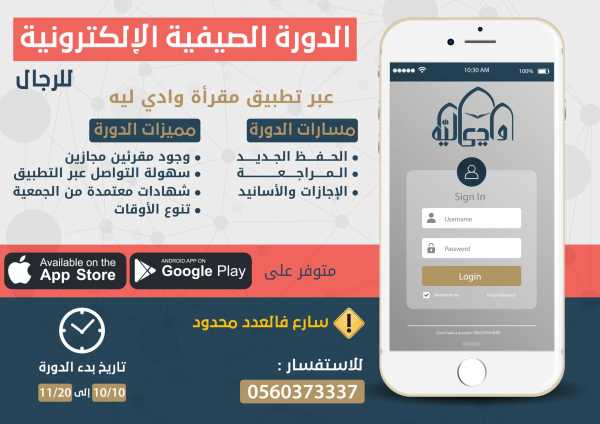 الدورة الصيفية الإلكترونية
للرجال
عبر تطبيق مقرأة وادي ليه
مسارات الدورة
• الحـفـظ الجـديـد
• المـراجـعـــــة
• الإجازات والأسانيد
مميزات الدورة
• وجود مقرئين مجازين
• سهولة التواصل عبر التطبيق
• شهادات معتمدة من الجمعية
• تنوع الأوقات
متوفر على
ANDROID APP ON
Google Play
Available on the
App Store
سارع فالعدد محدود
للاستفسار :
0560373337
تاريخ بدء الدورة
10/10 إلى 11/20
10:30 AM
100%
وادي ليه
Sign In
Username
Password
Login